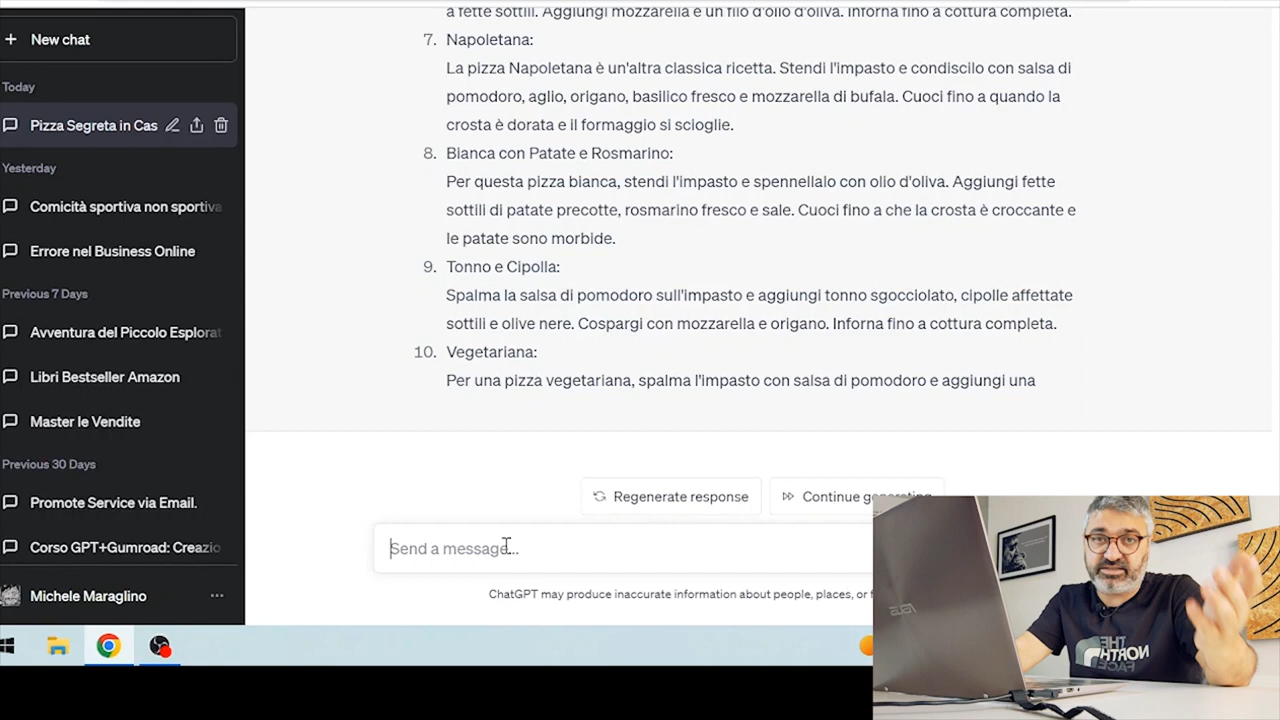 New chat
Today
Pizza Segreta in Cas
Yesterday
Comicità sportiva non sportiva
Errore nel Business Online
Previous 7 Days
Avventura del Piccolo Esplorat
Libri Bestseller Amazon
Master le Vendite
Previous 30 Days
Promote Service via Email.
Corso GPT+Gumroad: Creazio
Michele Maraglino
a fette sottili. Aggiungi mozzarella e un filo d'olio d'oliva. Inforna fino a cottura completa.
7. Napoletana:
La pizza Napoletana è un'altra classica ricetta. Stendi l'impasto e condiscilo con salsa di
pomodoro, aglio, origano, basilico fresco e mozzarella di bufala. Cuoci fino a quando la
crosta è dorata e il formaggio si scioglie.
8. Bianca con Patate e Rosmarino:
Per questa pizza bianca, stendi l'impasto e spennellalo con olio d'oliva. Aggiungi fette
sottili di patate precotte, rosmarino fresco e sale. Cuoci fino a che la crosta è croccante e
le patate sono morbide.
9. Tonno e Cipolla:
Spalma la salsa di pomodoro sull'impasto e aggiungi tonno sgocciolato, cipolle affettate
sottili e olive nere. Cospargi con mozzarella e origano. Inforna fino a cottura completa.
10. Vegetariana:
Per una pizza vegetariana, spalma l'impasto con salsa di pomodoro e aggiungi una
Regenerate response
Continue generating
Send a message...
ChatGPT may produce inaccurate information about people, places, or
ASUS
THE
NORTH
FACE